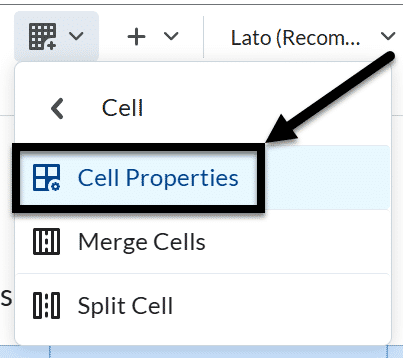 Lato (Recom...
Cell
Cell Properties
Merge Cells
s
Split Cell